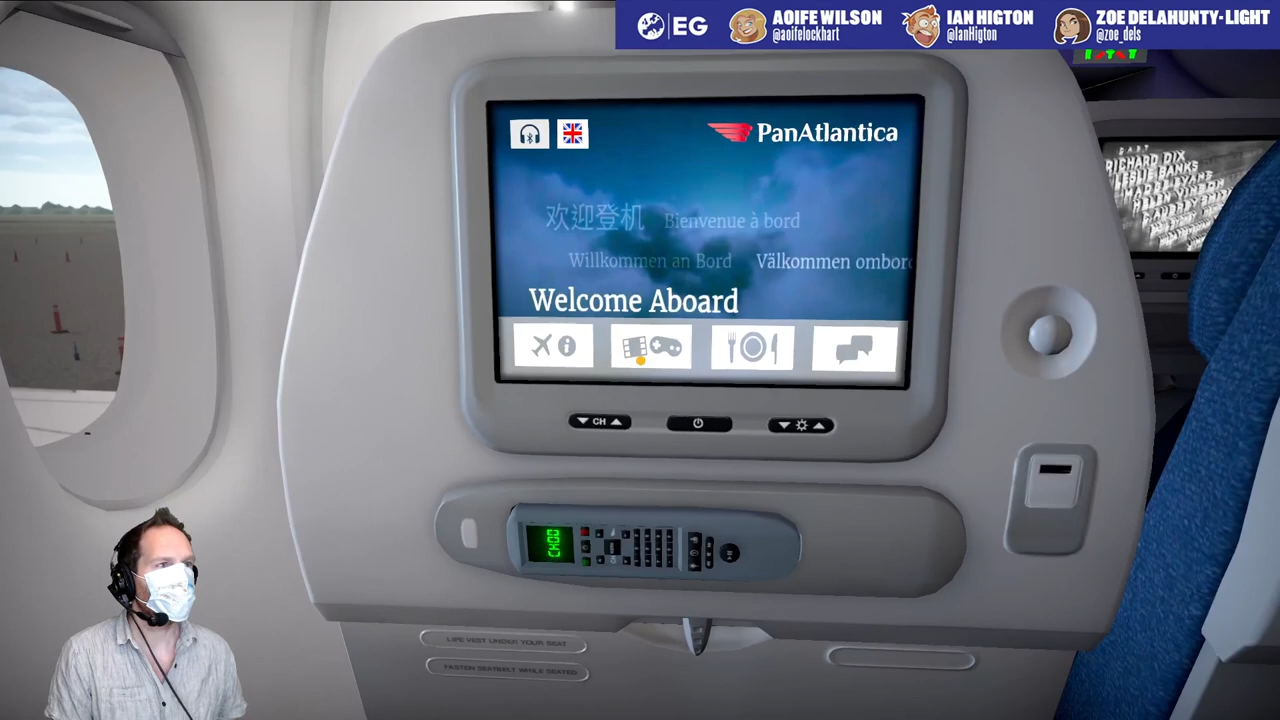 EG
AOIFE WILSON
@aoifelockhart
IAN HIGTON
@IanHigton
ZOE DELAHUNTY-LIGHT
@zoe_dels
PanAtlantica
欢迎登机
Bienvenue à bord
Willkommen an Bord
Välkommen ombord
Welcome Aboard
CH
CH00
LIFE VEST UNDER YOUR SEAT
FASTEN SEATBELT WHILE SEATED
RICHARD DIX
LESLIE BANKS